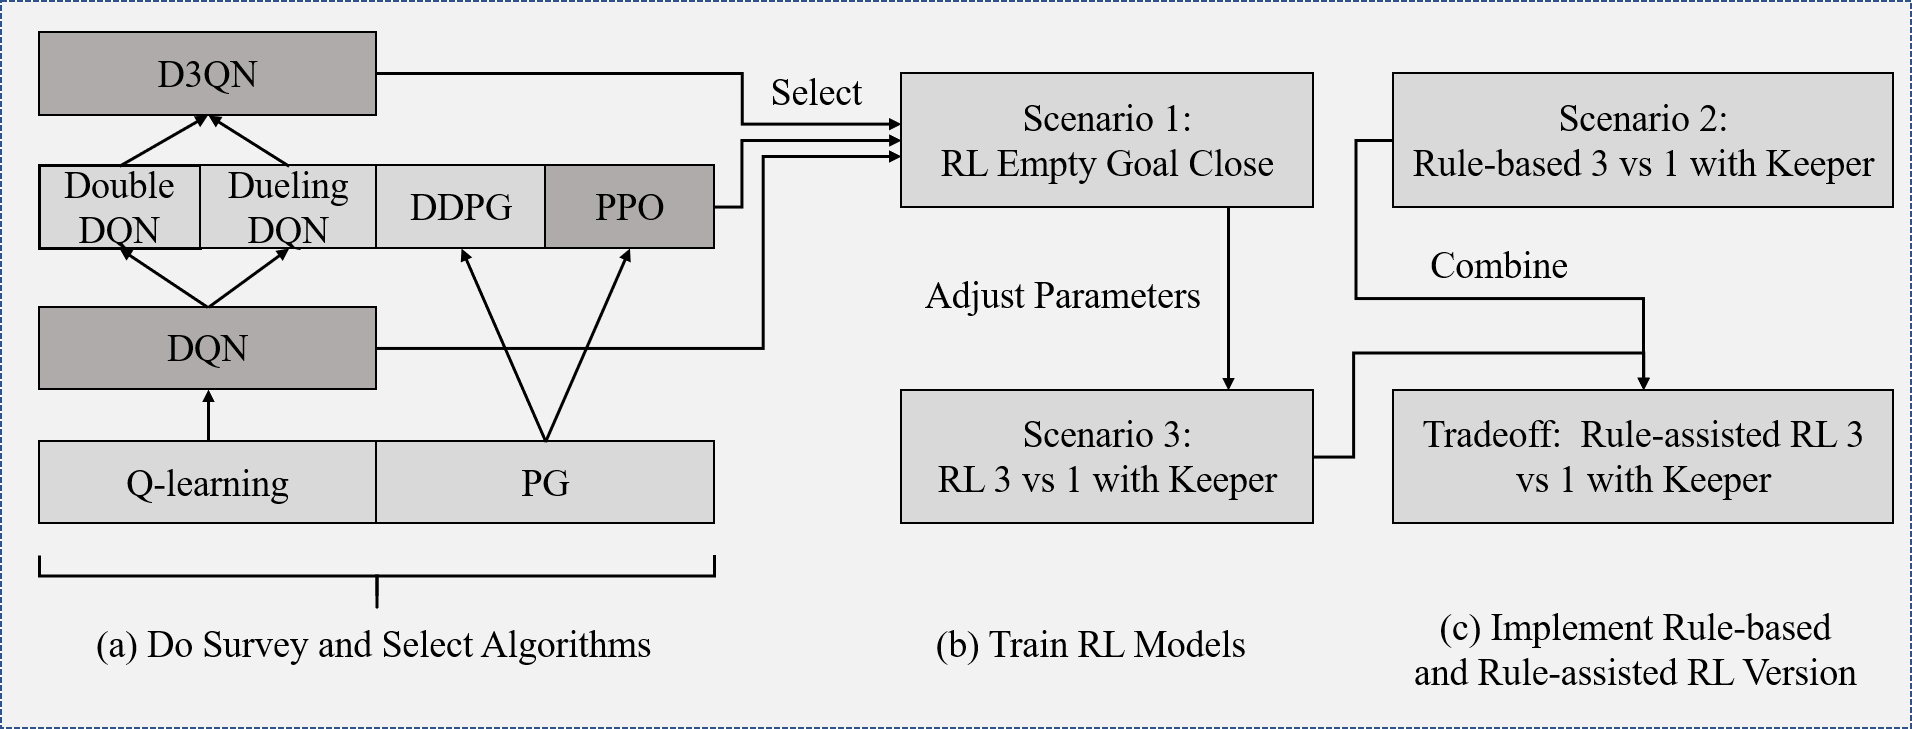 D3QN
Double
DQN
Dueling
DQN
DDPG
PPO
DQN
Q-learning
PG
(a) Do Survey and Select Algorithms
Select
Scenario 1:
RL Empty Goal Close
Adjust Parameters
Scenario 3:
RL 3 vs 1 with Keeper
(b) Train RL Models
Scenario 2:
Rule-based 3 vs 1 with Keeper
Combine
Tradeoff:  Rule-assisted RL 3
vs 1 with Keeper
(c) Implement Rule-based
and Rule-assisted RL Version